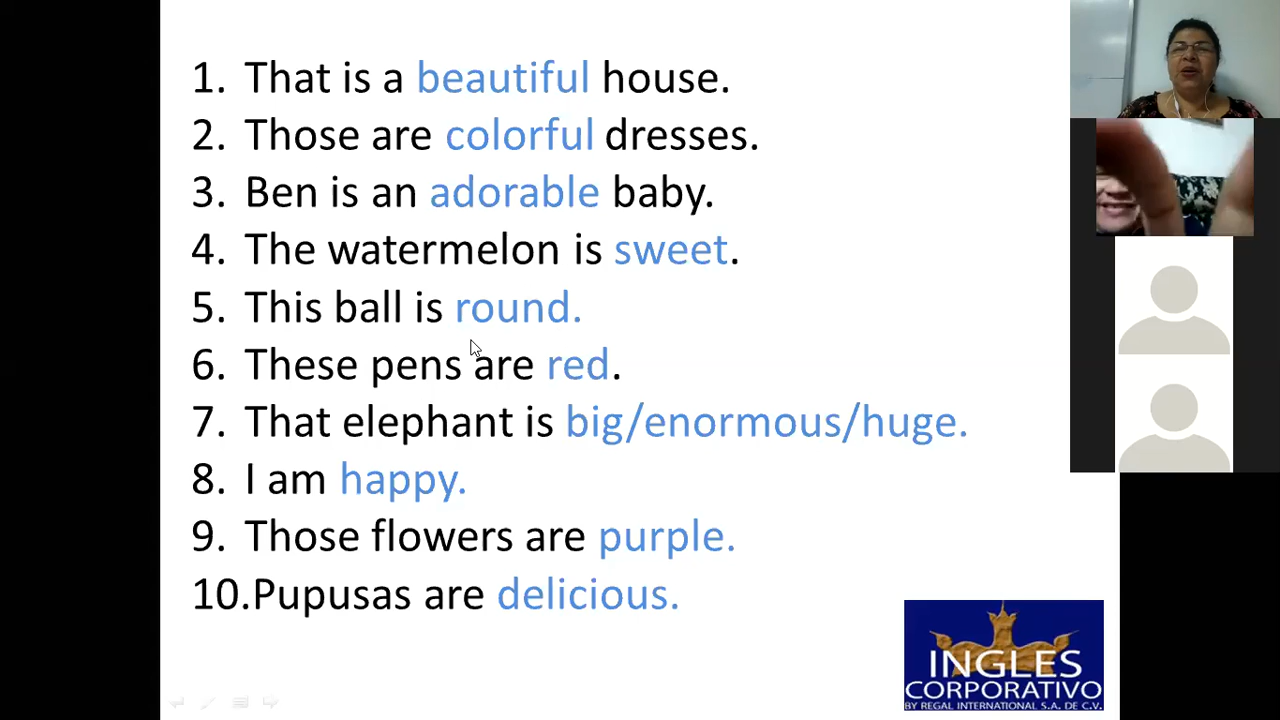 1. That is a beautiful house.
2. Those are colorful dresses.
3. Ben is an adorable baby.
4. The watermelon is sweet.
5. This ball is round.
6. These pens are red.
7. That elephant is big/enormous/huge.
8. I am happy.
9. Those flowers are purple.
10.Pupusas are delicious.
INGLES
CORPORATIVO
BY REGAL INTERNATIONAL S.A. DE C.V.